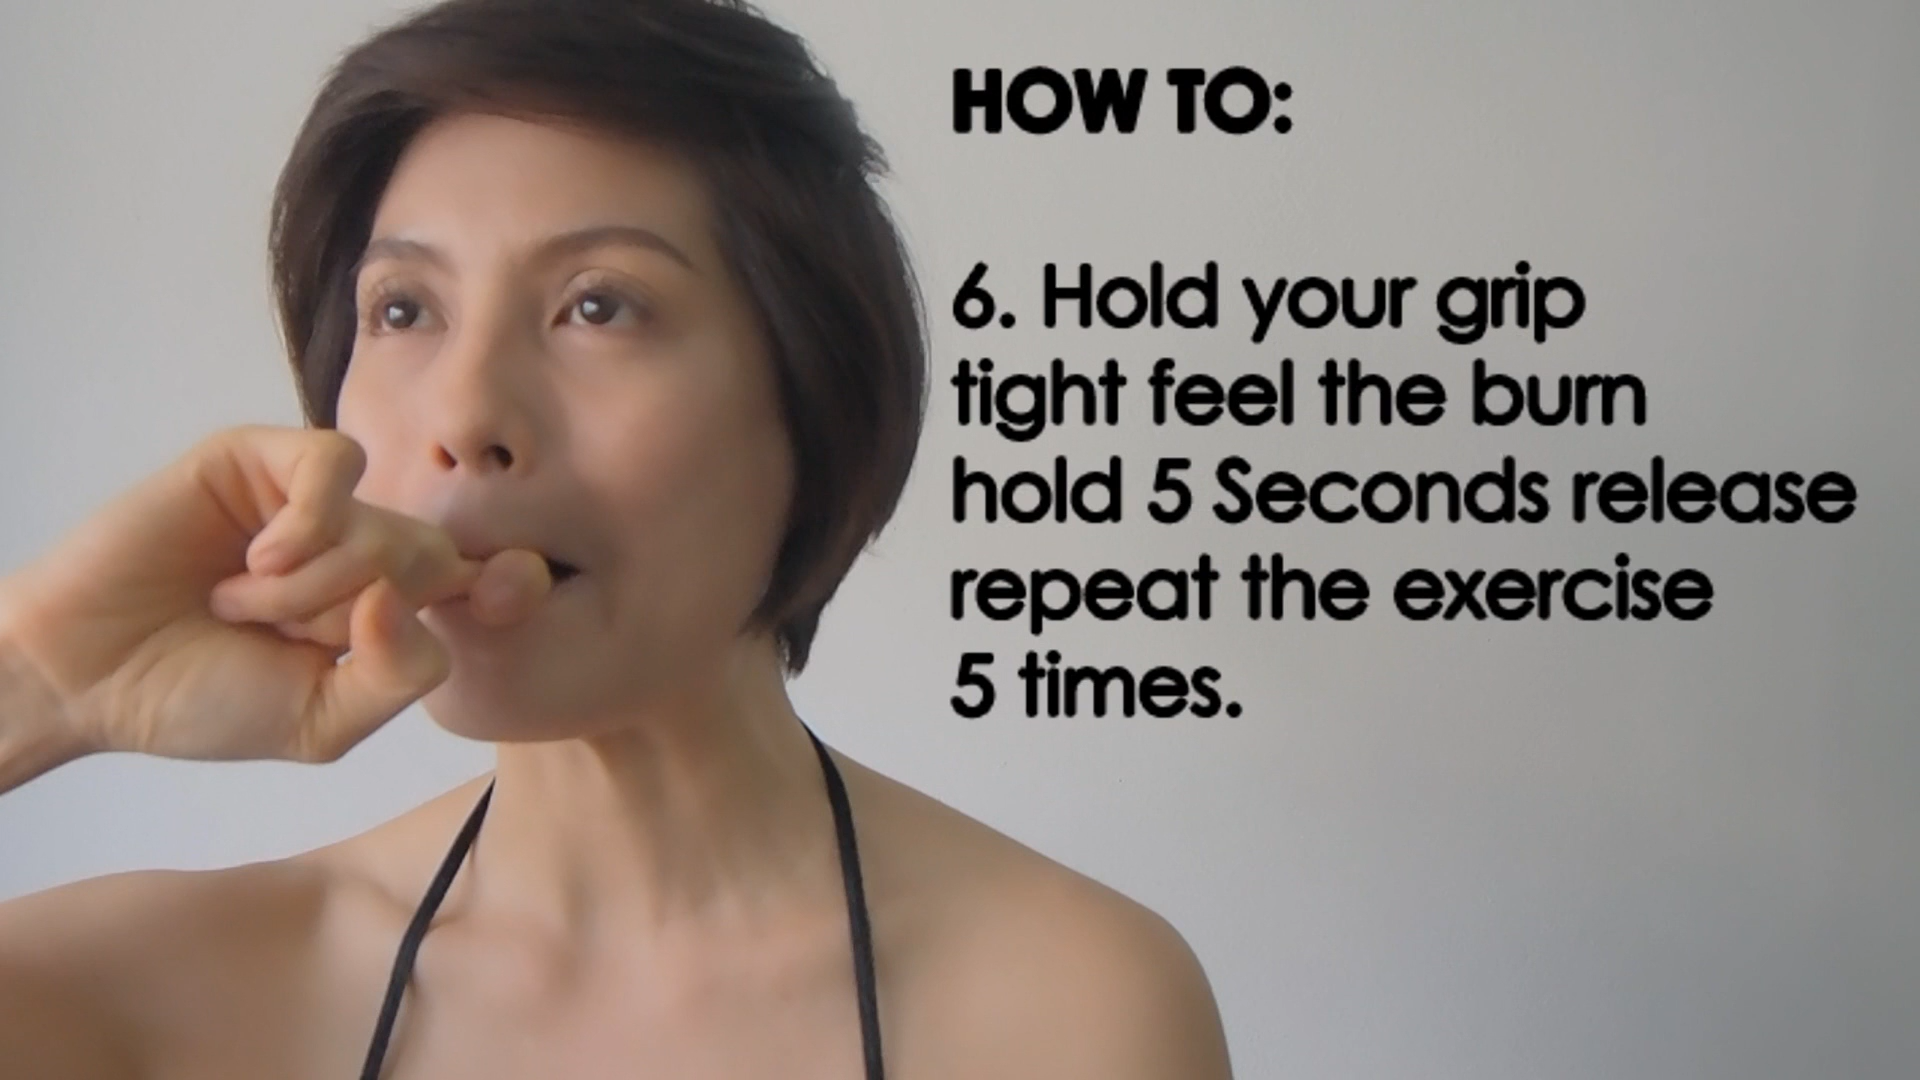 HOW TO:
6. Hold your grip
tight feel the burn
hold 5 Seconds release
repeat the exercise
5 times.